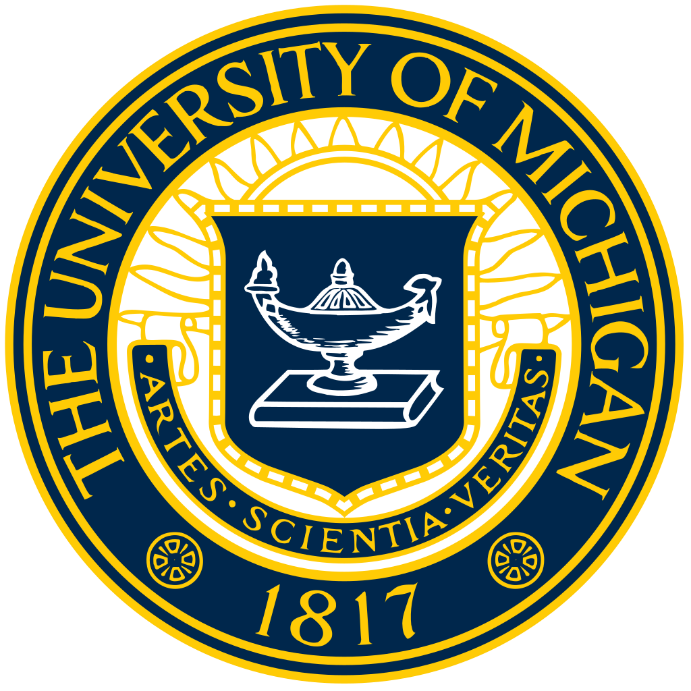 THE UNIVERSITY OF MICHIGAN
·ARTES·SCIENTIA·VERITAS·
1817